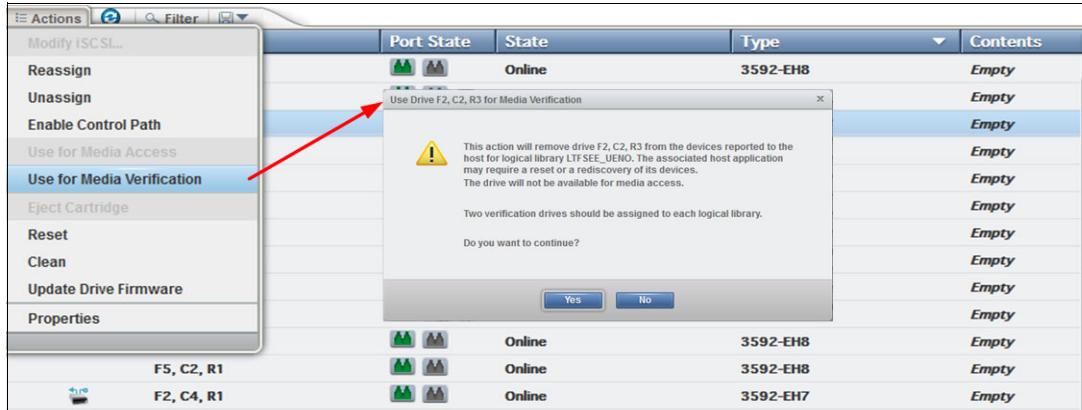 Actions Filter
Modify iSCSI...
Reassign
Unassign
Enable Control Path
Use for Media Access
Use for Media Verification
Eject Cartridge
Reset
Clean
Update Drive Firmware
Properties
Port State State Type Contents
Online 3592-EH8 Empty
Empty
Empty
Empty
Empty
Empty
Empty
Empty
Empty
Empty
Online 3592-EH8 Empty
F5, C2, R1 Online 3592-EH8 Empty
F2, C4, R1 Online 3592-EH7 Empty
Use Drive F2, C2, R3 for Media Verification x
This action will remove drive F2, C2, R3 from the devices reported to the
host for logical library LTFSEE_UENO. The associated host application
may require a reset or a rediscovery of its devices.
The drive will not be available for media access.
Two verification drives should be assigned to each logical library.
Do you want to continue?
Yes No